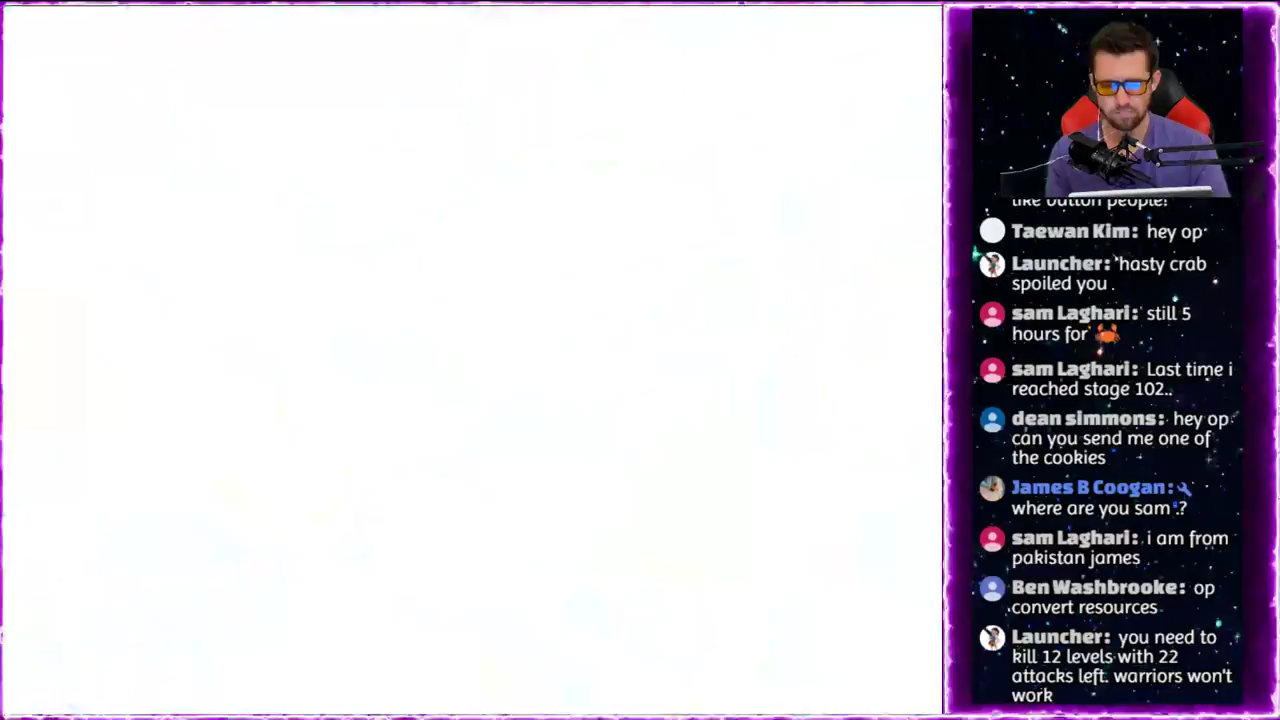 like button people!
Taewan Kim: hey op
Launcher: hasty crab
spoiled you .
sam Laghari: still 5
hours for 🦀
sam Laghari: Last time i
reached stage 102..
dean simmons: hey op
can you send me one of
the cookies
James B Coogan:
where are you sam .?
sam Laghari: i am from
pakistan james
Ben Washbrooke: op
convert resources
Launcher: you need to
kill 12 levels with 22
attacks left. warriors won't
work